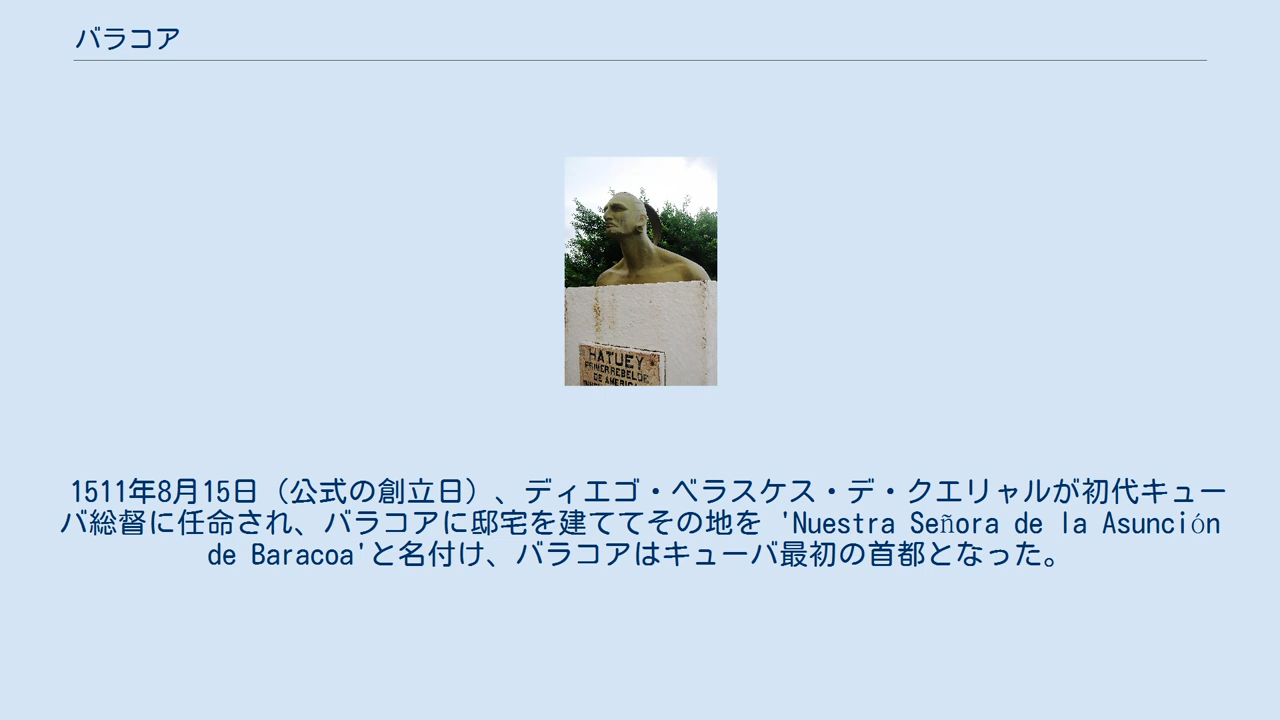 バラコア
HATUEY
PRIMER REBELDE
DE AMERICA
1511年8月15日（公式の創立日）、ディエゴ・ベラスケス・デ・クエリャルが初代キュー
バ総督に任命され、バラコアに邸宅を建ててその地を 'Nuestra Señora de la Asunción
de Baracoa'と名付け、バラコアはキューバ最初の首都となった。